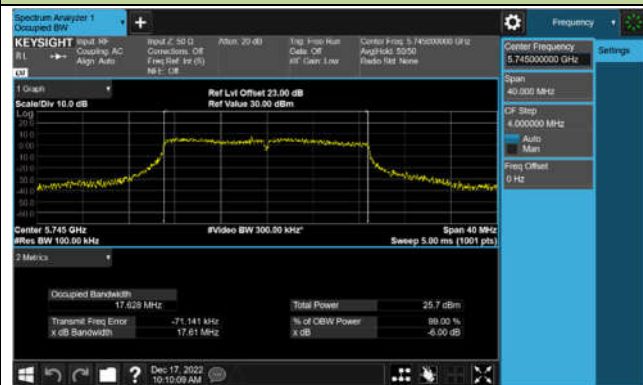 Spectrum Analyzer 1
Occupied BW
Frequency
KEYSIGHT Input: RF
Coupling: AC
Align: Auto
Input Z: 50 Ω
Corrections: Off
Freq Ref: Int (S)
NFE: Off
Atten: 20 dB
Trig: Free Run
Gate: Off
#IF Gain: Low
Center Freq: 5.745000000 GHz
Avg|Hold: 50/50
Radio Std: None
Center Frequency
5.745000000 GHz
Settings
Span
40.000 MHz
CF Step
4.000000 MHz
Auto
Man
Freq Offset
0 Hz
1 Graph
Scale/Div 10.0 dB
Ref Lvl Offset 23.00 dB
Ref Value 30.00 dBm
Log
20.0
10.0
0.00
Center 5.745 GHz
#Res BW 100.00 kHz
#Video BW 300.00 kHz*
Span 40 MHz
Sweep 5.00 ms (1001 pts)
2 Metrics
Occupied Bandwidth
17.628 MHz
Total Power 25.7 dBm
Transmit Freq Error -71.141 kHz
% of OBW Power 99.00 %
x dB Bandwidth 17.61 MHz
x dB -6.00 dB
Dec 17, 2022
10:10:09 AM